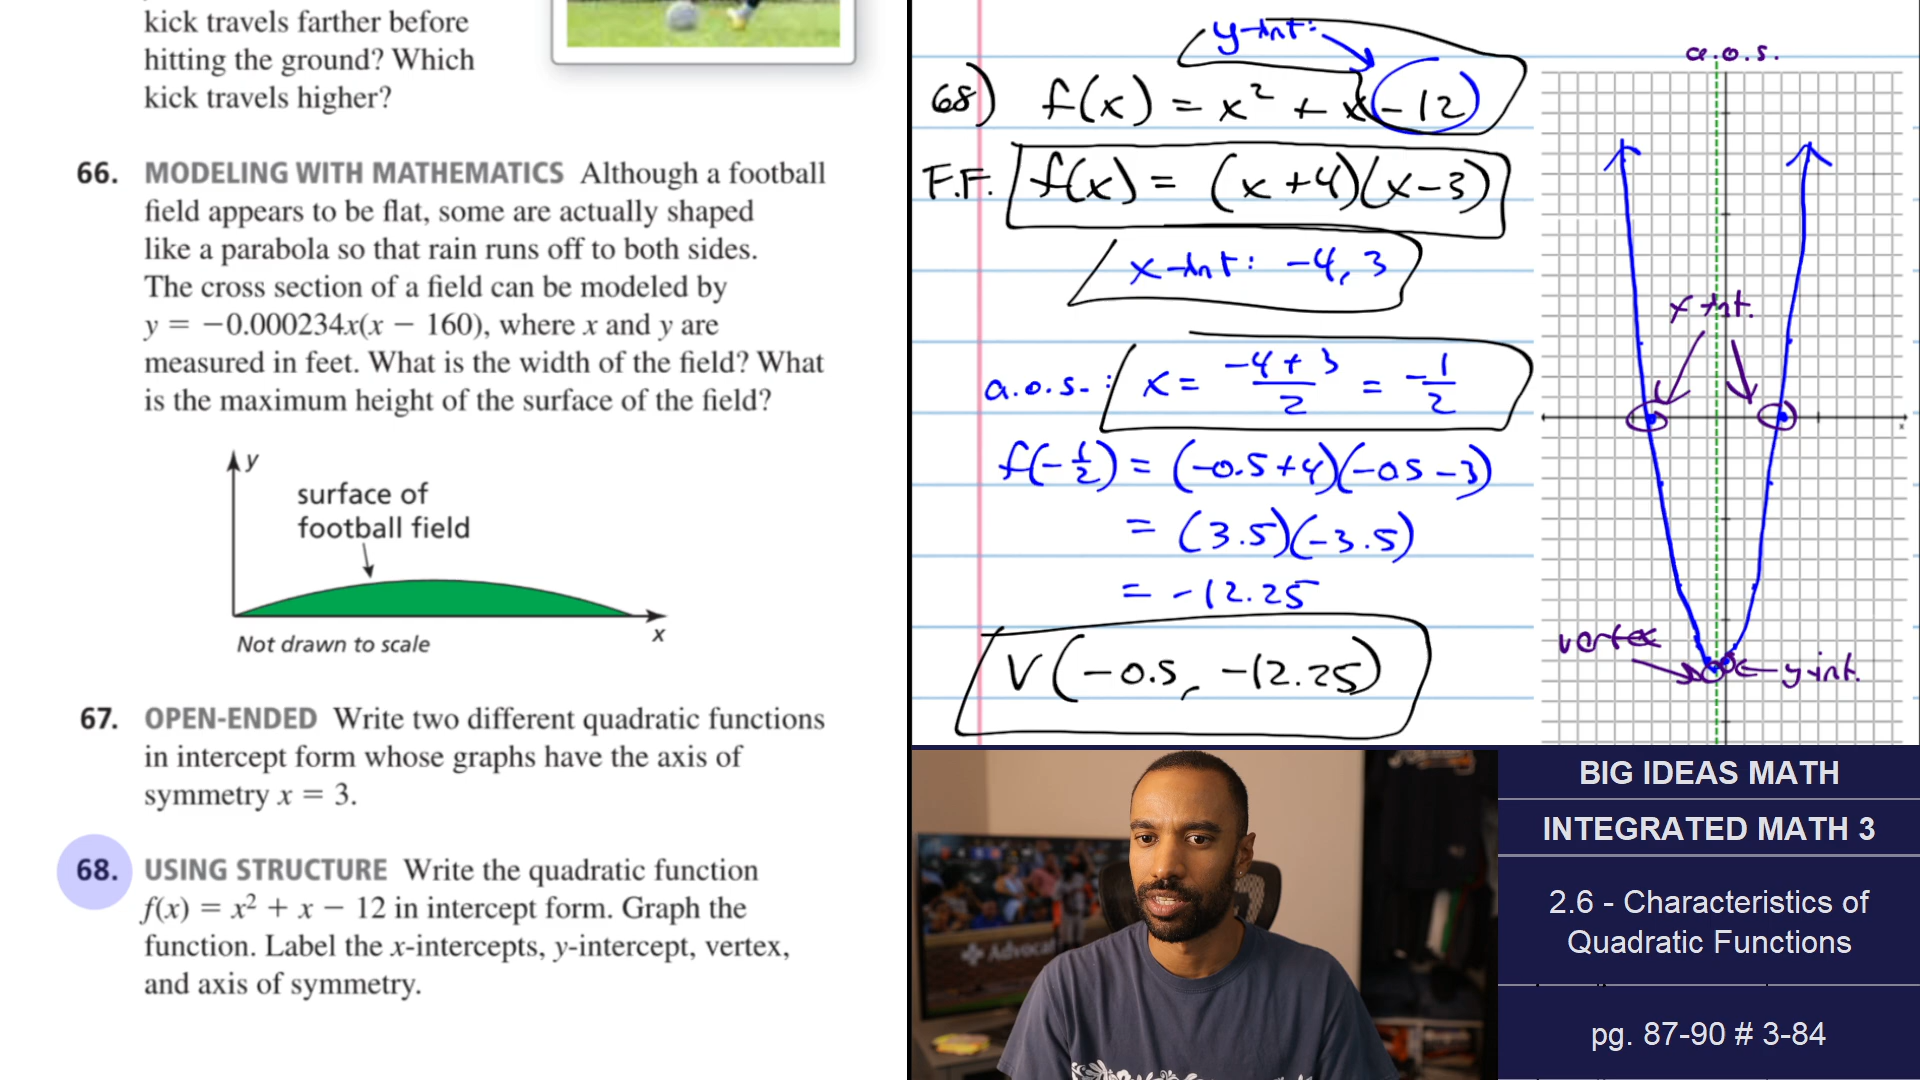 kick travels farther before
hitting the ground? Which
kick travels higher?
66. MODELING WITH MATHEMATICS Although a football
field appears to be flat, some are actually shaped
like a parabola so that rain runs off to both sides.
The cross section of a field can be modeled by
y = −0.000234x(x − 160), where x and y are
measured in feet. What is the width of the field? What
is the maximum height of the surface of the field?
y
surface of
football field
x
Not drawn to scale
67. OPEN-ENDED Write two different quadratic functions
in intercept form whose graphs have the axis of
symmetry x = 3.
68. USING STRUCTURE Write the quadratic function
f(x) = x² + x − 12 in intercept form. Graph the
function. Label the x-intercepts, y-intercept, vertex,
and axis of symmetry.
y-int:
68) f(x) = x² + x - 12
F.F. f(x) = (x+4)(x-3)
x-int: -4, 3
a.o.s.: x = (-4+3)/2 = -1/2
f(-1/2) = (-0.5+4)(-0.5-3)
= (3.5)(-3.5)
= -12.25
V(-0.5, -12.25)
a.o.s.
x-int.
x
vertex
y-int.
Advocat
BIG IDEAS MATH
INTEGRATED MATH 3
2.6 - Characteristics of
Quadratic Functions
pg. 87-90 # 3-84